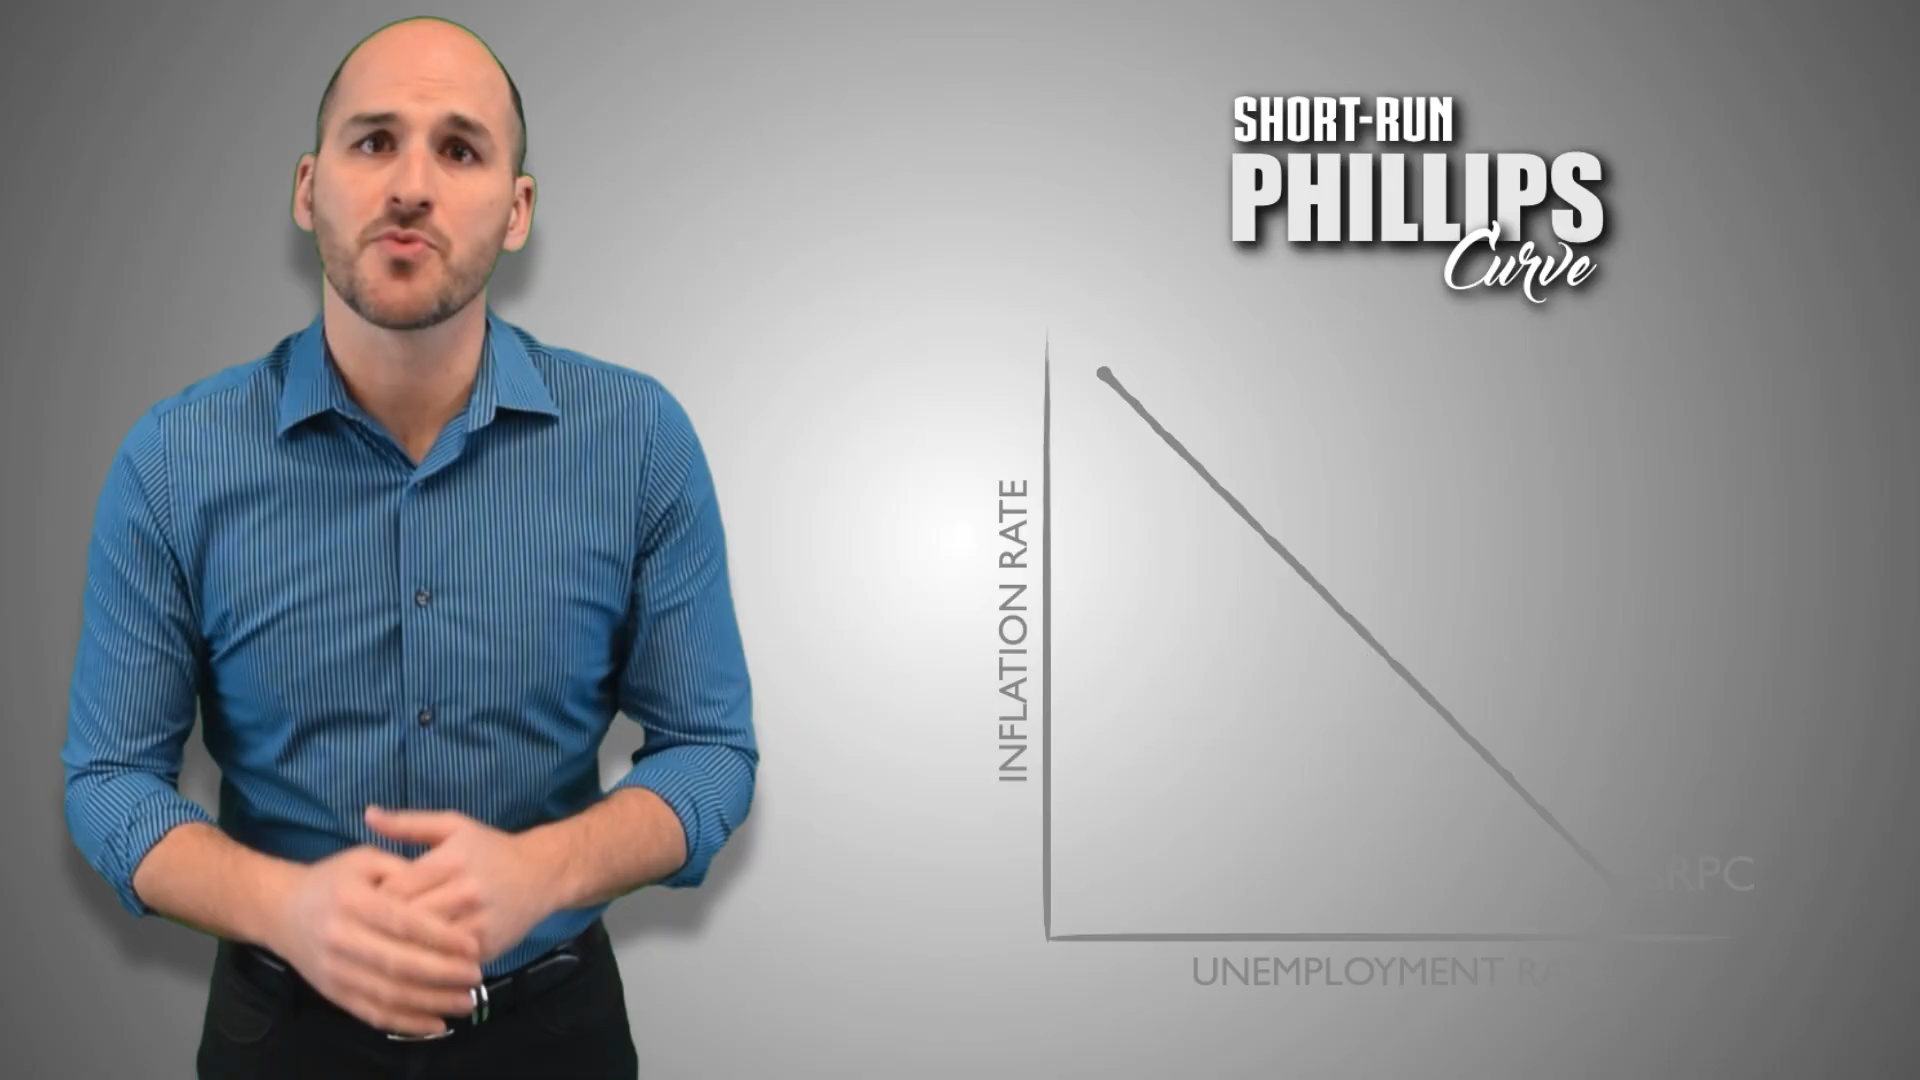 SHORT-RUN
PHILLIPS
Curve
INFLATION RATE
SRPC
UNEMPLOYMENT